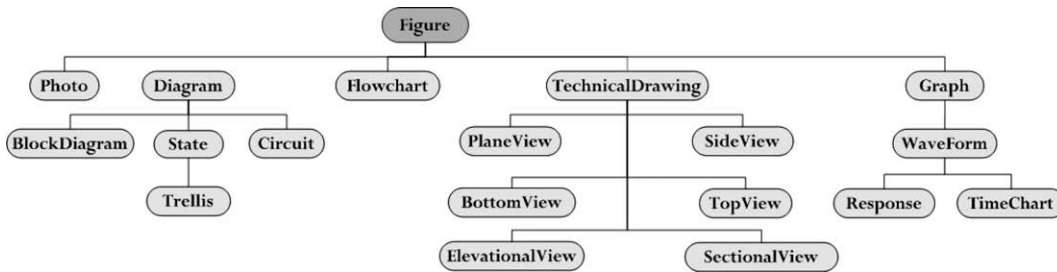 Figure
Photo Diagram Flowchart TechnicalDrawing Graph
BlockDiagram State Circuit PlaneView SideView WaveForm
Trellis BottomView TopView Response TimeChart
ElevationalView SectionalView